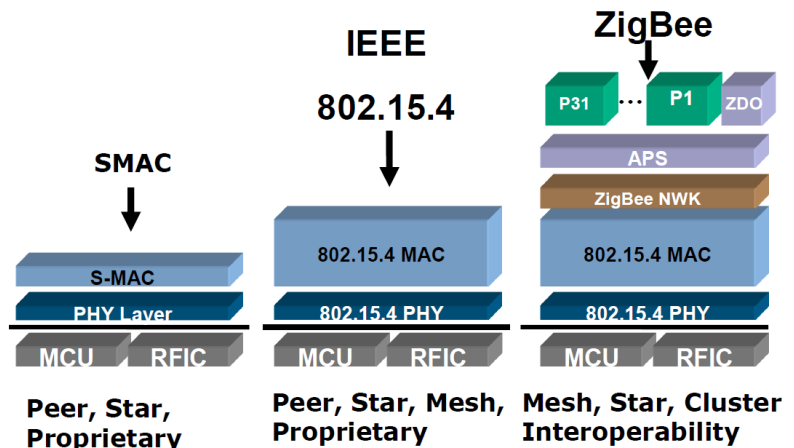 SMAC
S-MAC
PHY Layer
MCU RFIC
Peer, Star,
Proprietary
IEEE
802.15.4
802.15.4 MAC
802.15.4 PHY
MCU RFIC
Peer, Star, Mesh,
Proprietary
ZigBee
P31 ... P1 ZDO
APS
ZigBee NWK
802.15.4 MAC
802.15.4 PHY
MCU RFIC
Mesh, Star, Cluster
Interoperability